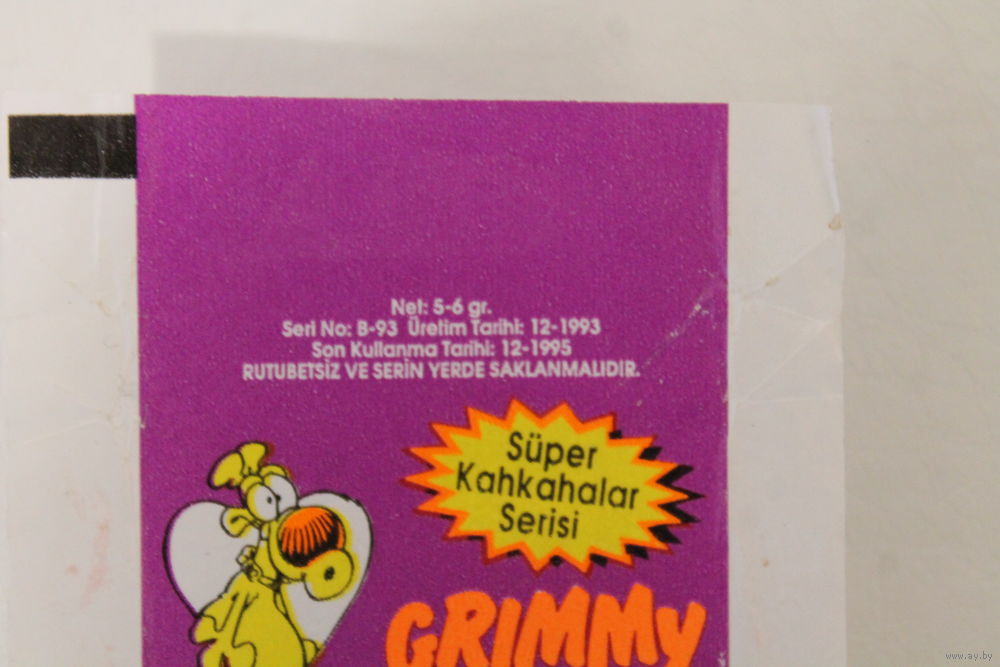 Net: 5-6 gr.
Seri No: B-93 Üretim Tarihi: 12-1993
Son Kullanma Tarihi: 12-1995
RUTUBETSİZ VE SERİN YERDE SAKLANMALIDIR.
Süper
Kahkahalar
Serisi
GRIMMY
www.ay.by